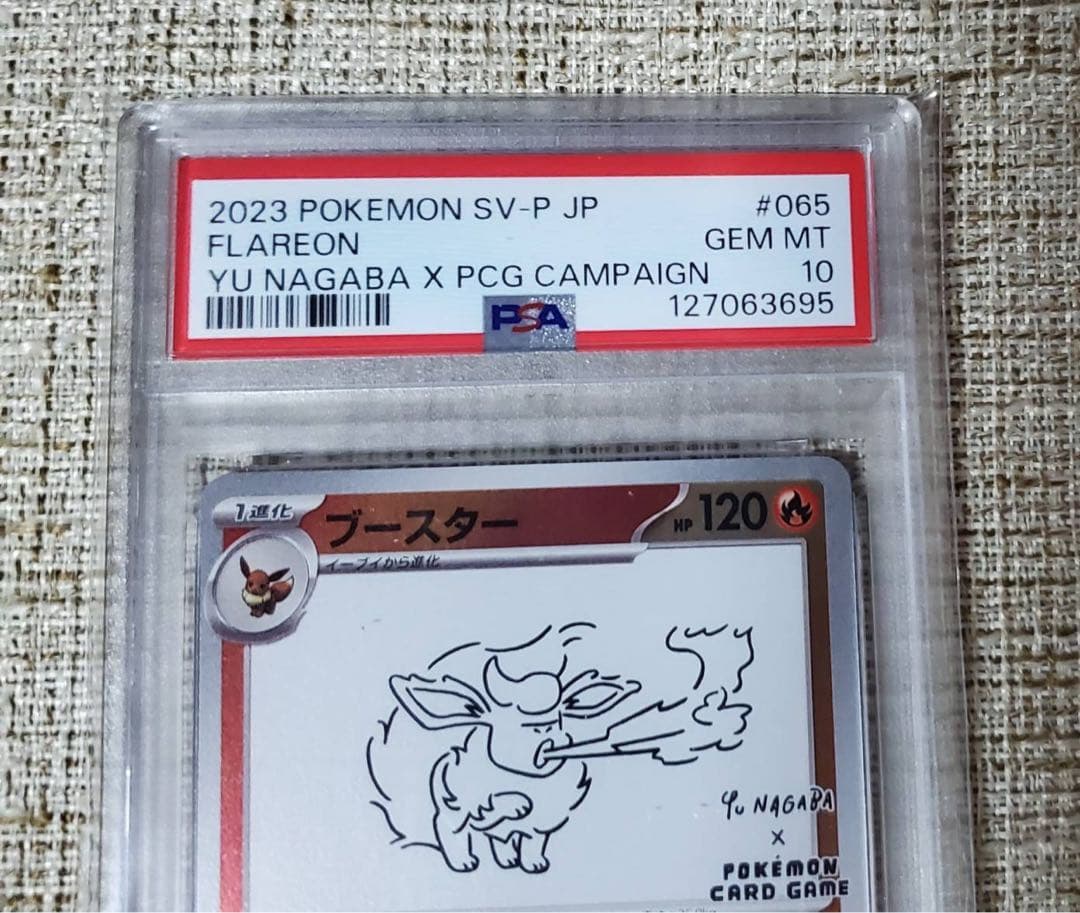 2023 POKEMON SV-P JP #065
FLAREON GEM MT
YU NAGABA X PCG CAMPAIGN 10
127063695
PSA
1進化
ブースター
HP 120
イーブイから進化
Yu NAGABA
X
POKÉMON
CARD GAME